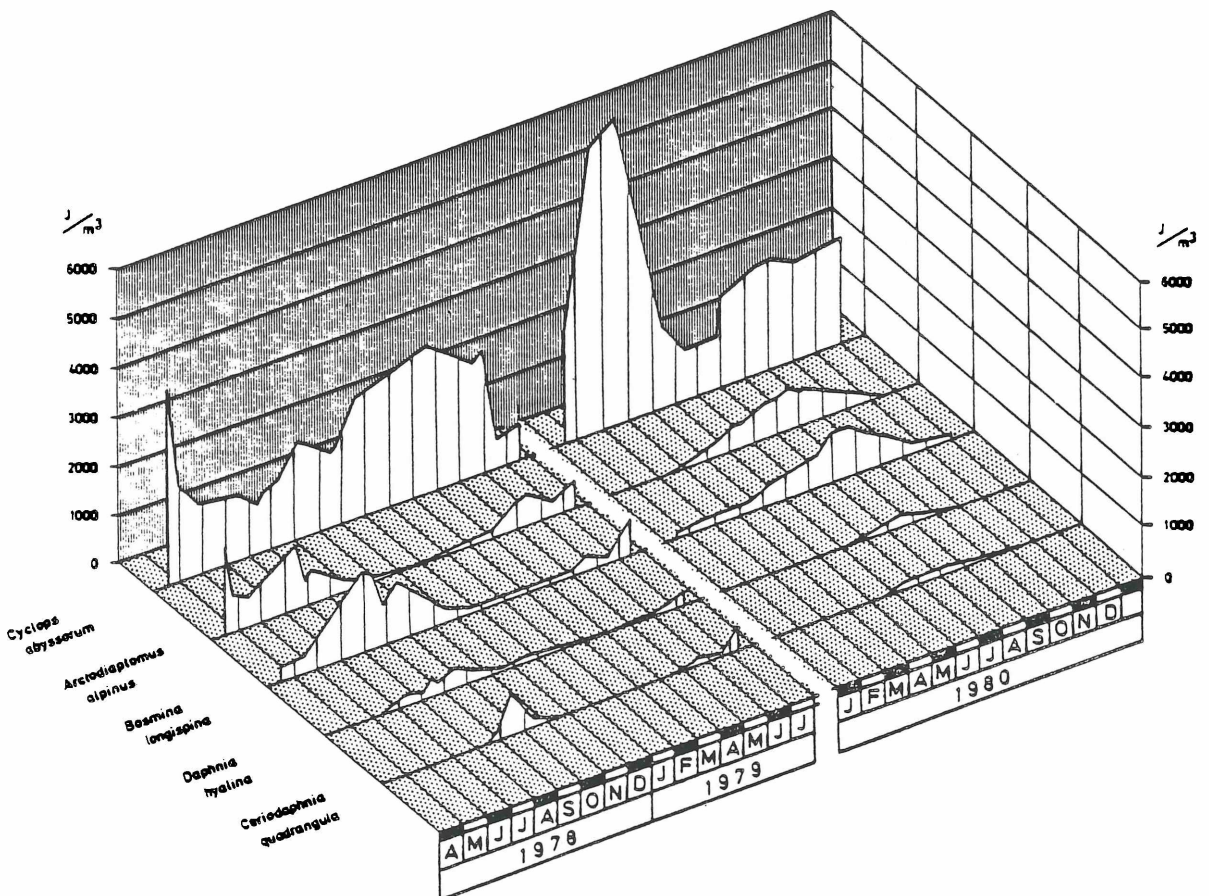 J/m³
6000
5000
4000
3000
2000
1000
0
J/m³
6000
5000
4000
3000
2000
1000
0
Cyclops
abyssorum
Arctodiaptomus
alpinus
Bosmina
longispina
Daphnia
hyalina
Ceriodaphnia
quadrangula
A M J J A S O N D J F M A M J J
1978 1979
J F M A M J J A S O N D
1980